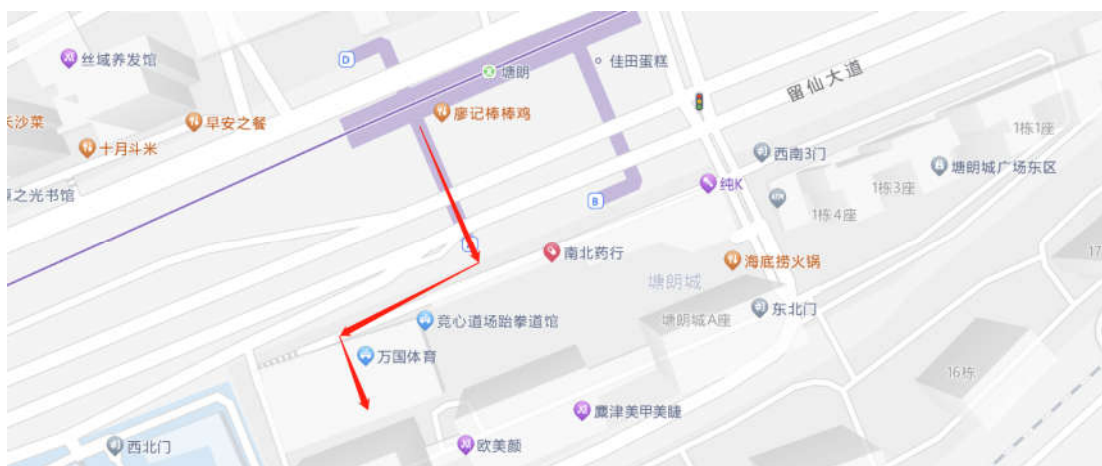 丝域养发馆
D
塘朗
佳田蛋糕
留仙大道
长沙菜
早安之餐
廖记棒棒鸡
十月斗米
1栋1座
西南3门
塘朗城广场东区
之光书馆
纯K
1栋3座
B
ATM
1栋4座
南北药行
海底捞火锅
17
塘朗城
东北门
竞心道场跆拳道馆
塘朗城A座
万国体育
16栋
麋津美甲美睫
西北门
欧美颜